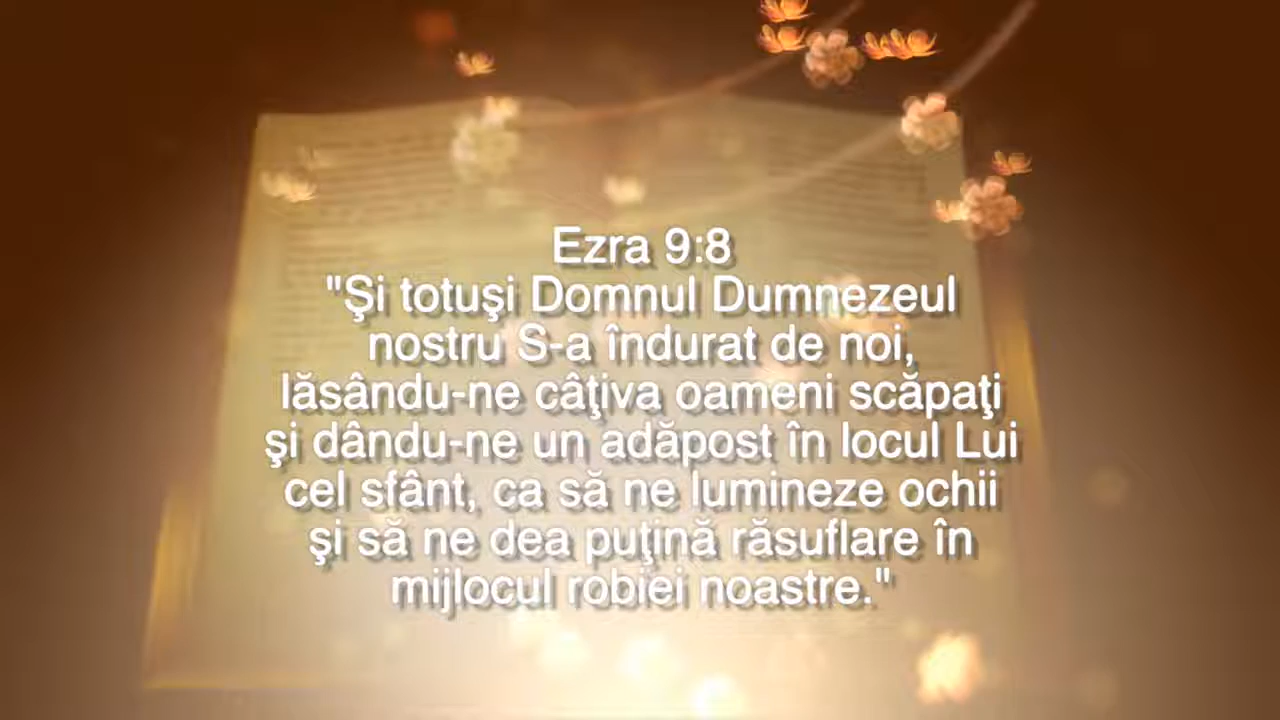 Ezra 9:8
"Şi totuşi Domnul Dumnezeul
nostru S-a îndurat de noi,
lăsându-ne câţiva oameni scăpaţi
şi dându-ne un adăpost în locul Lui
cel sfânt, ca să ne lumineze ochii
şi să ne dea puţină răsuflare în
mijlocul robiei noastre."